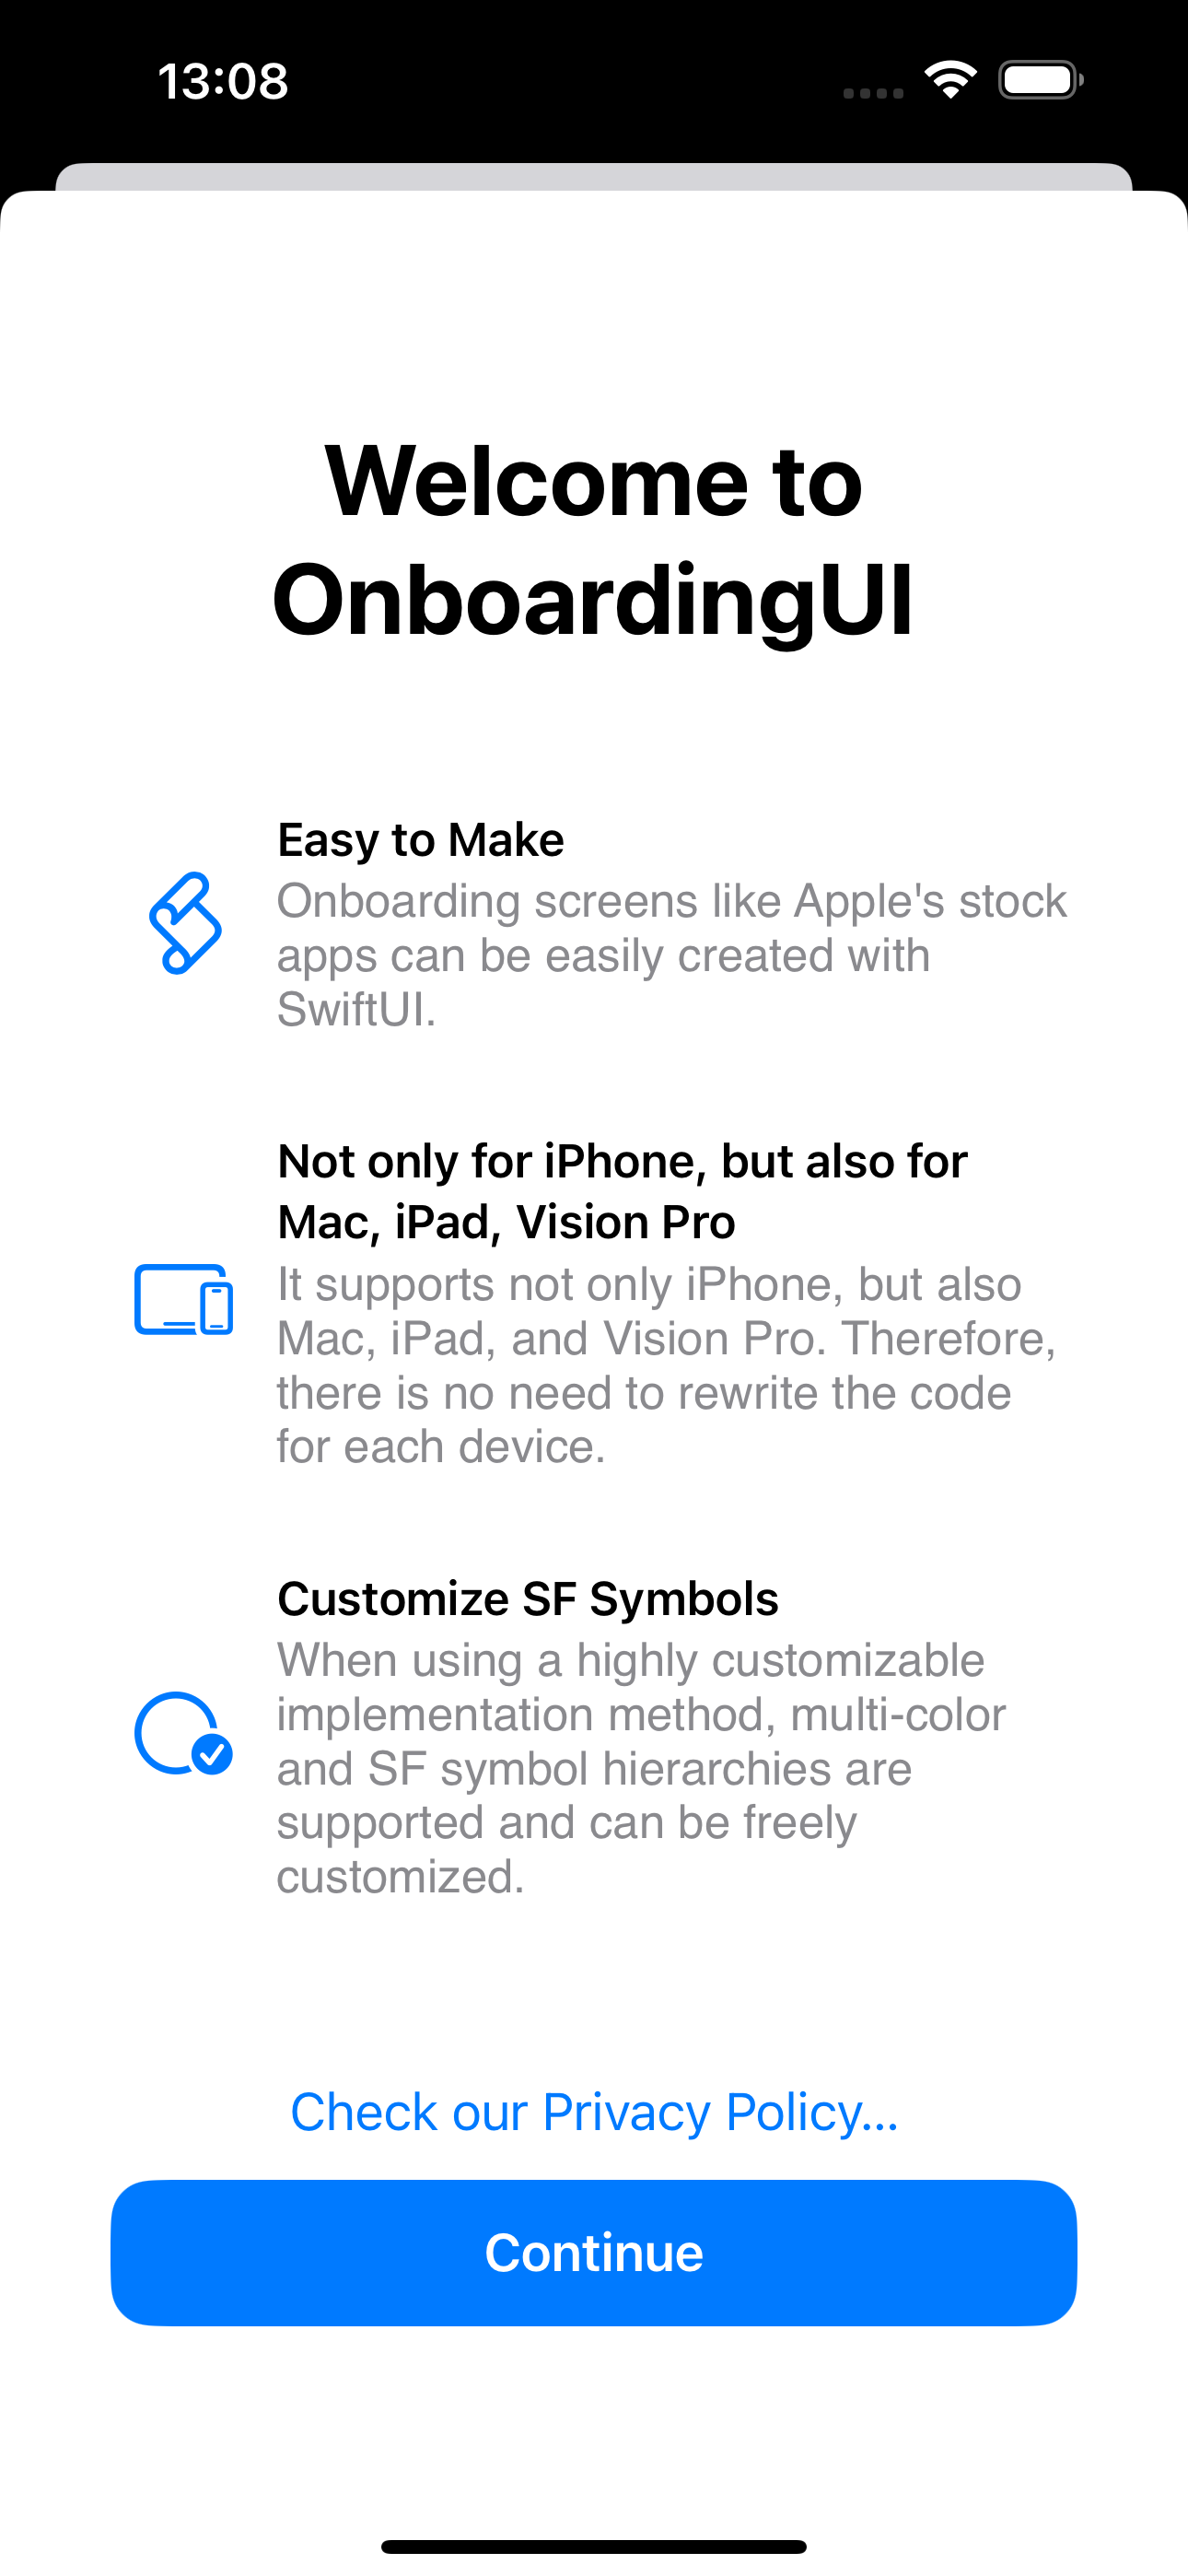 13:08
Welcome to
OnboardingUI
Easy to Make
Onboarding screens like Apple's stock
apps can be easily created with
SwiftUI.
Not only for iPhone, but also for
Mac, iPad, Vision Pro
It supports not only iPhone, but also
Mac, iPad, and Vision Pro. Therefore,
there is no need to rewrite the code
for each device.
Customize SF Symbols
When using a highly customizable
implementation method, multi-color
and SF symbol hierarchies are
supported and can be freely
customized.
Check our Privacy Policy...
Continue